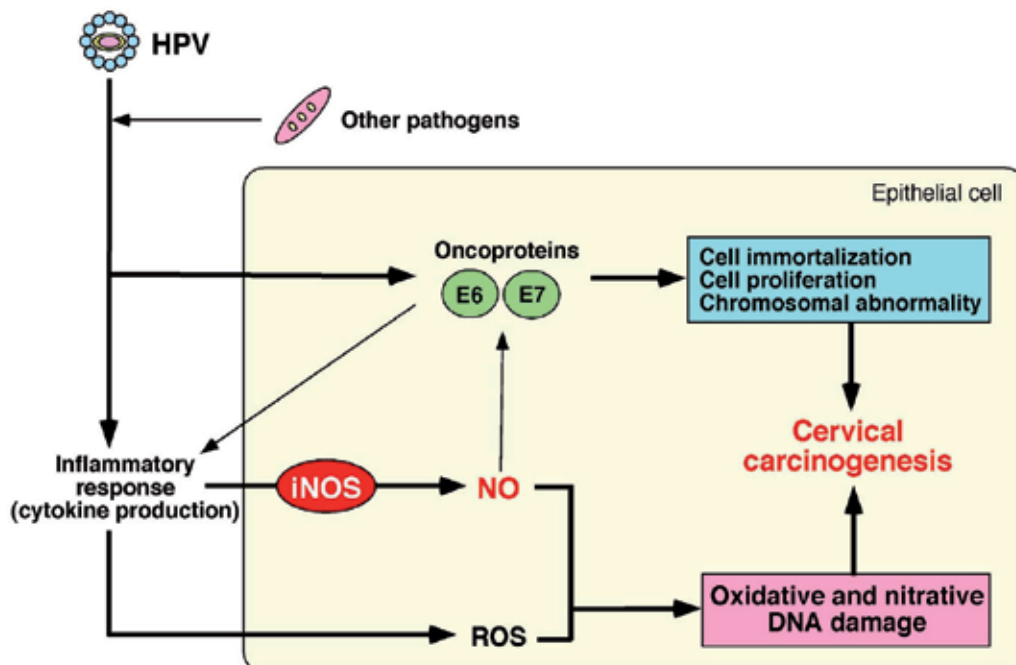 HPV
Other pathogens
Epithelial cell
Oncoproteins
E6 E7
Cell immortalization
Cell proliferation
Chromosomal abnormality
Cervical
carcinogenesis
Inflammatory
response
(cytokine production)
iNOS
NO
Oxidative and nitrative
DNA damage
ROS